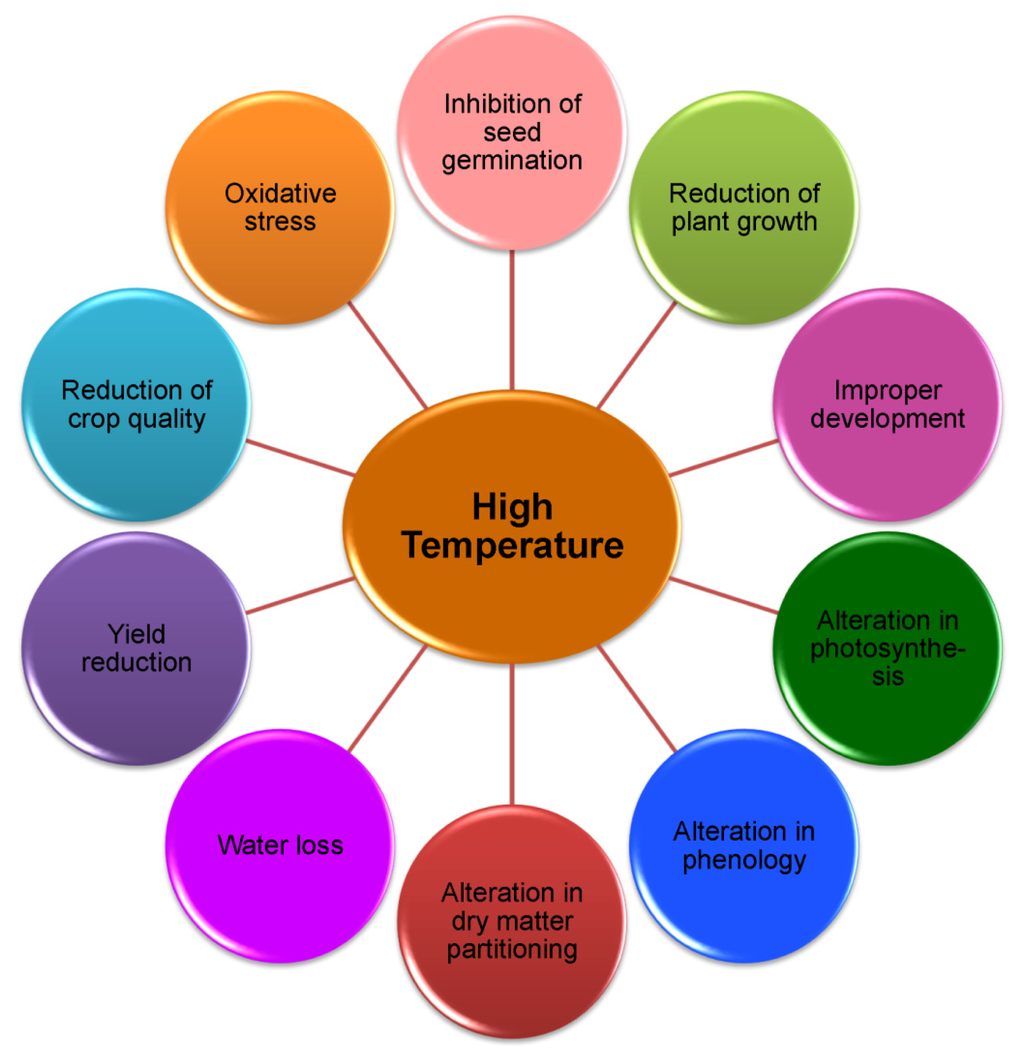 Inhibition of
seed
germination
Reduction of
plant growth
Improper
development
Alteration in
photosynthe-
sis
Alteration in
phenology
Alteration in
dry matter
partitioning
Water loss
Yield
reduction
Reduction of
crop quality
Oxidative
stress
High
Temperature